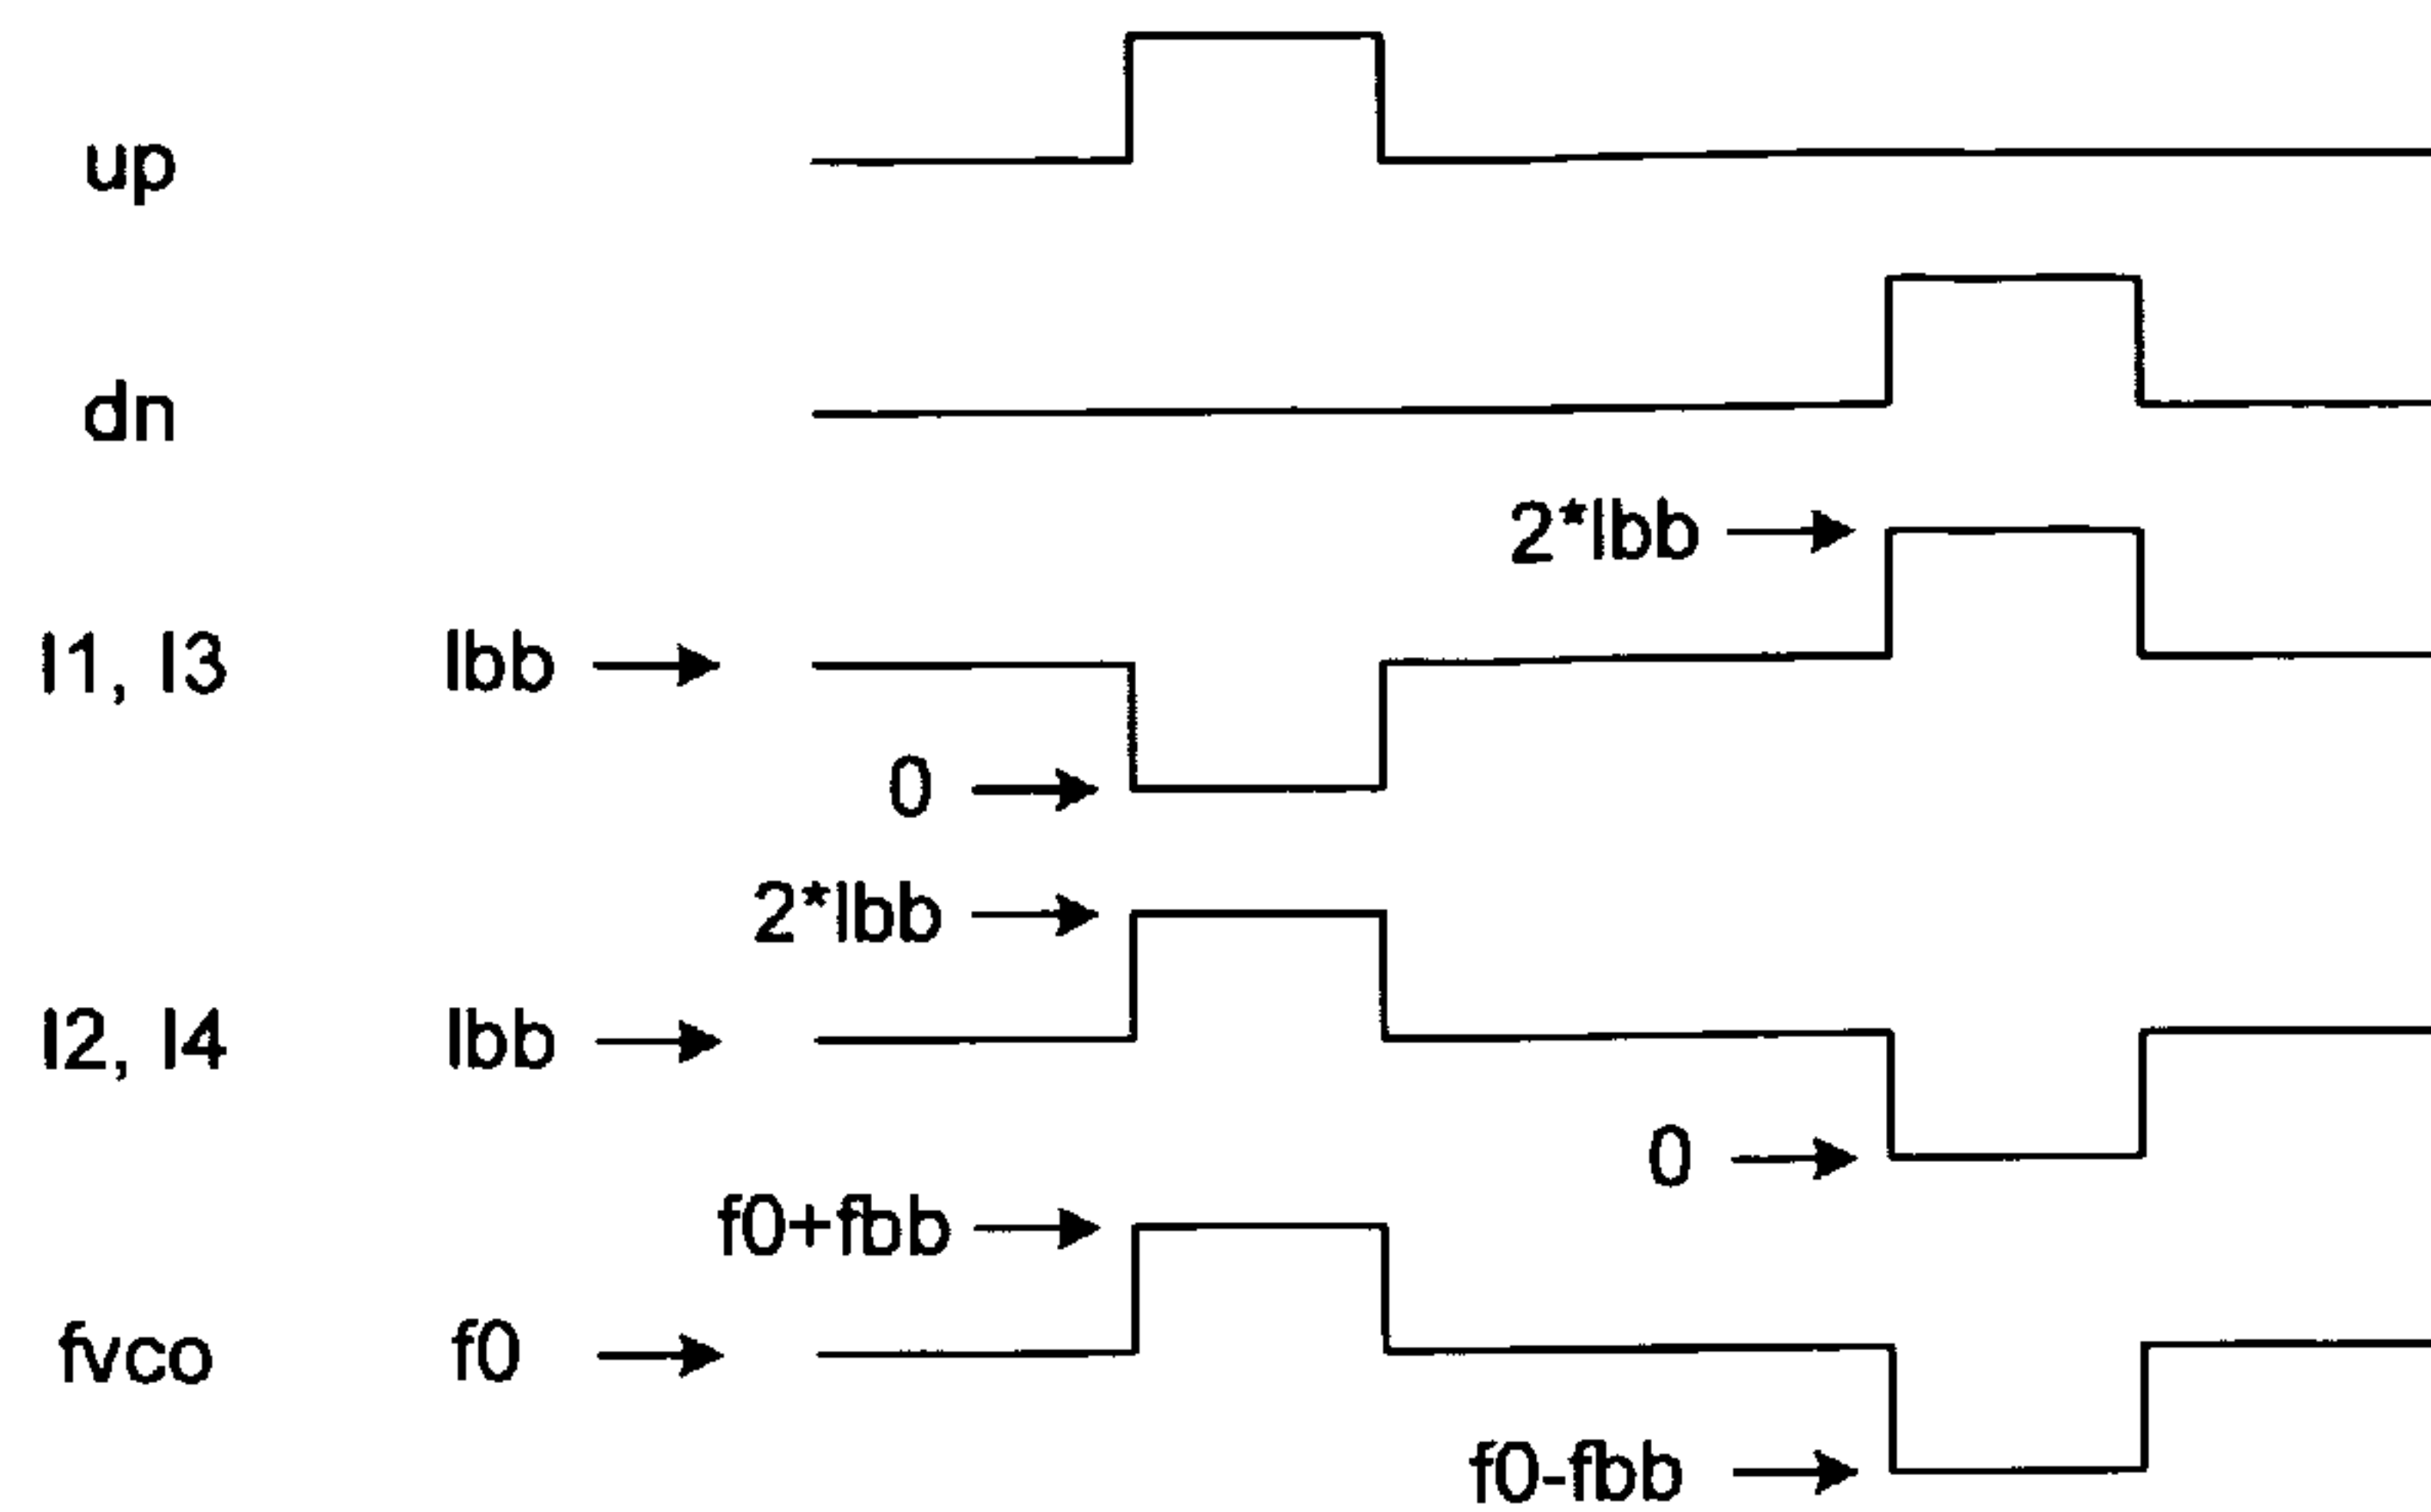 up
dn
2*Ibb
I1, I3 Ibb
0
2*Ibb
I2, I4 Ibb
0
f0+fbb
fvco f0
f0-fbb